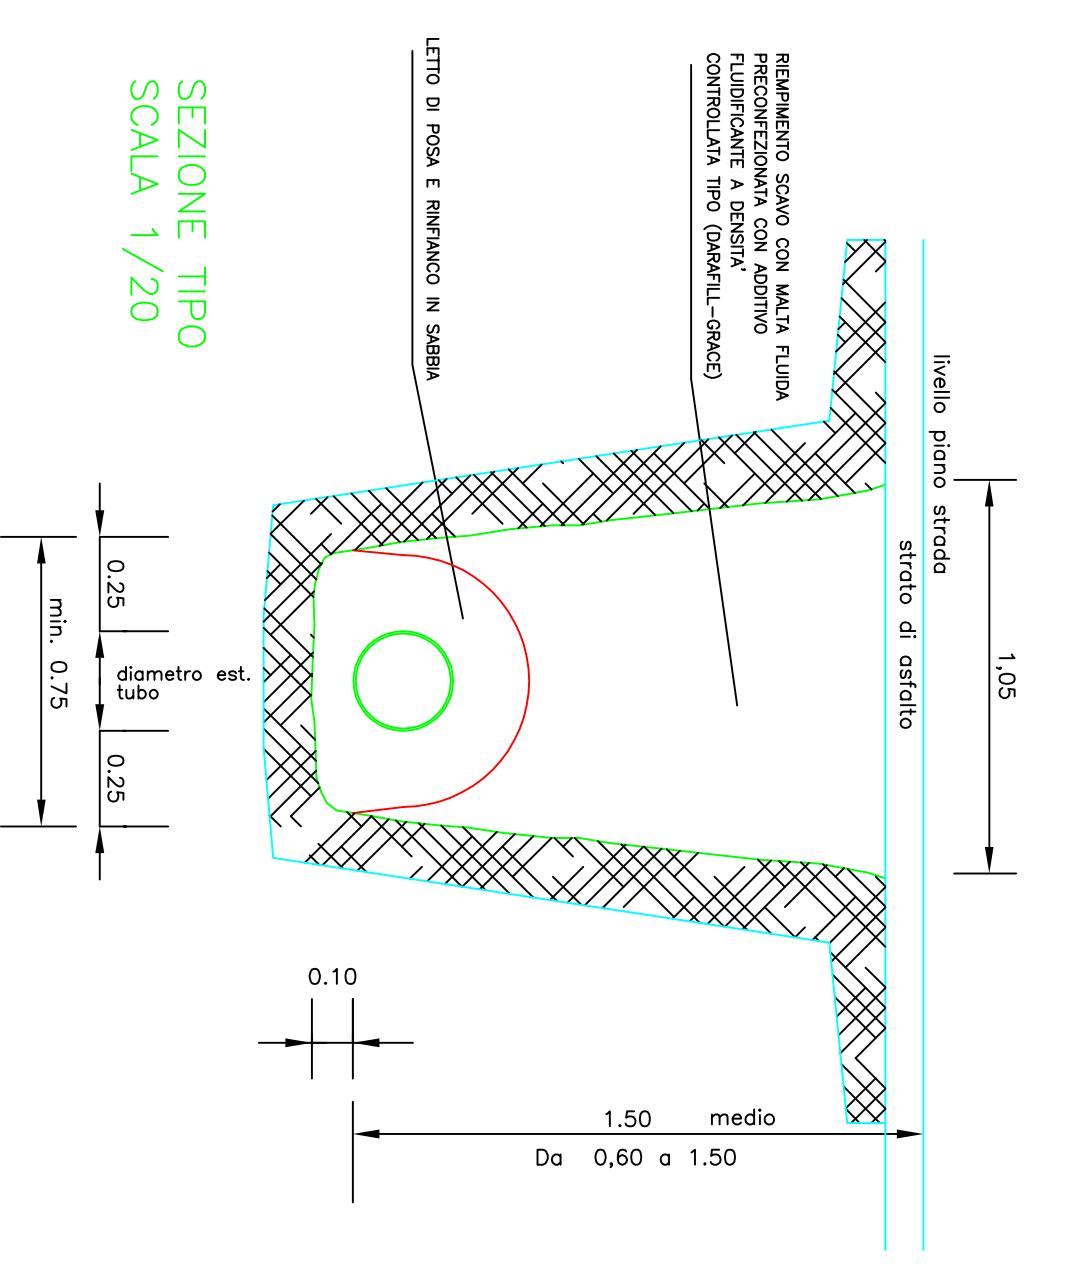 livello piano strada
strato di asfalto
1,05
RIEMPIMENTO SCAVO CON MALTA FLUIDA
PRECONFEZIONATA CON ADDITIVO
FLUIDIFICANTE A DENSITA'
CONTROLLATA TIPO (DARAFILL-GRACE)
LETTO DI POSA E RINFIANCO IN SABBIA
1.50 medio
Da 0,60 a 1.50
0.10
0.25
diametro est.
tubo
0.25
min. 0.75
SEZIONE TIPO
SCALA 1/20